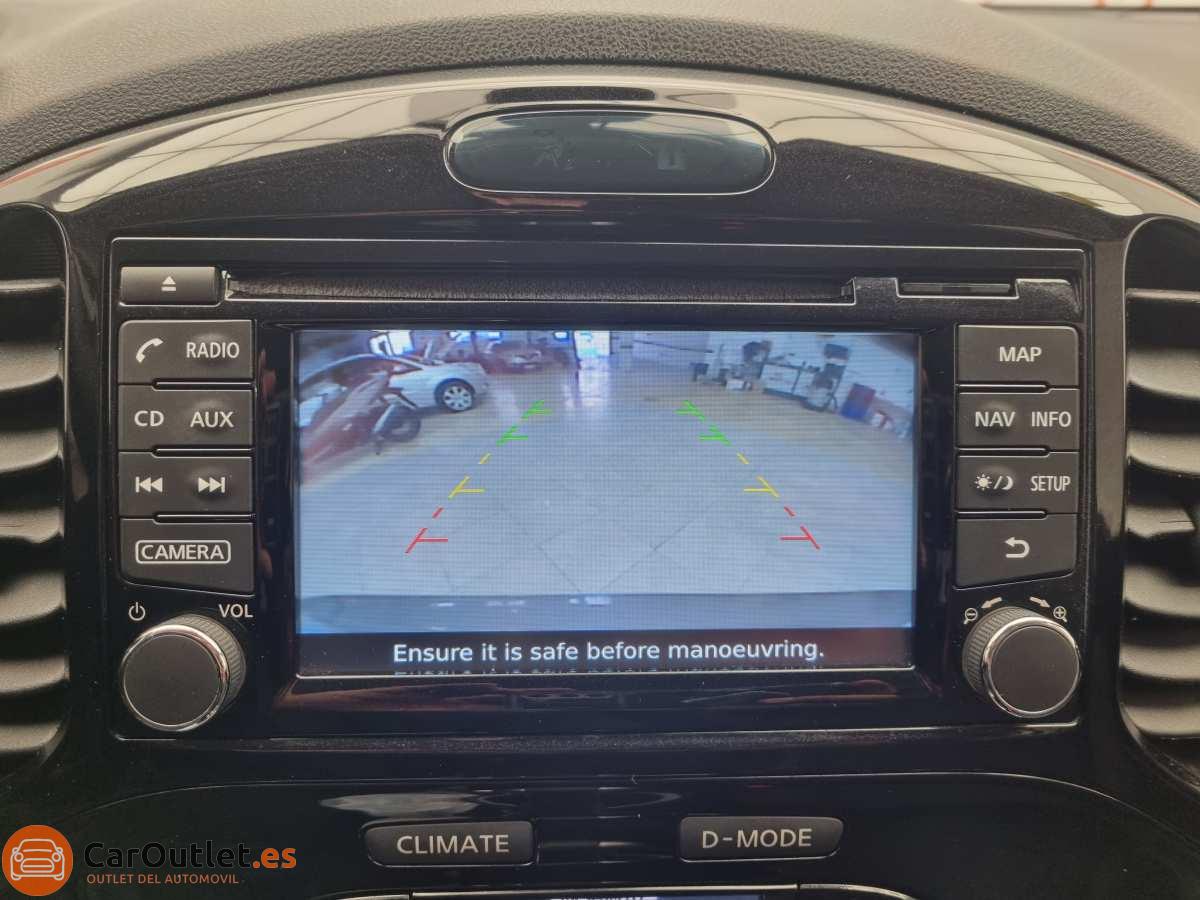 RADIO
MAP
CD AUX
NAV INFO
SETUP
CAMERA
VOL
Ensure it is safe before manoeuvring.
CLIMATE
D-MODE
CarOutlet.es
OUTLET DEL AUTOMOVIL